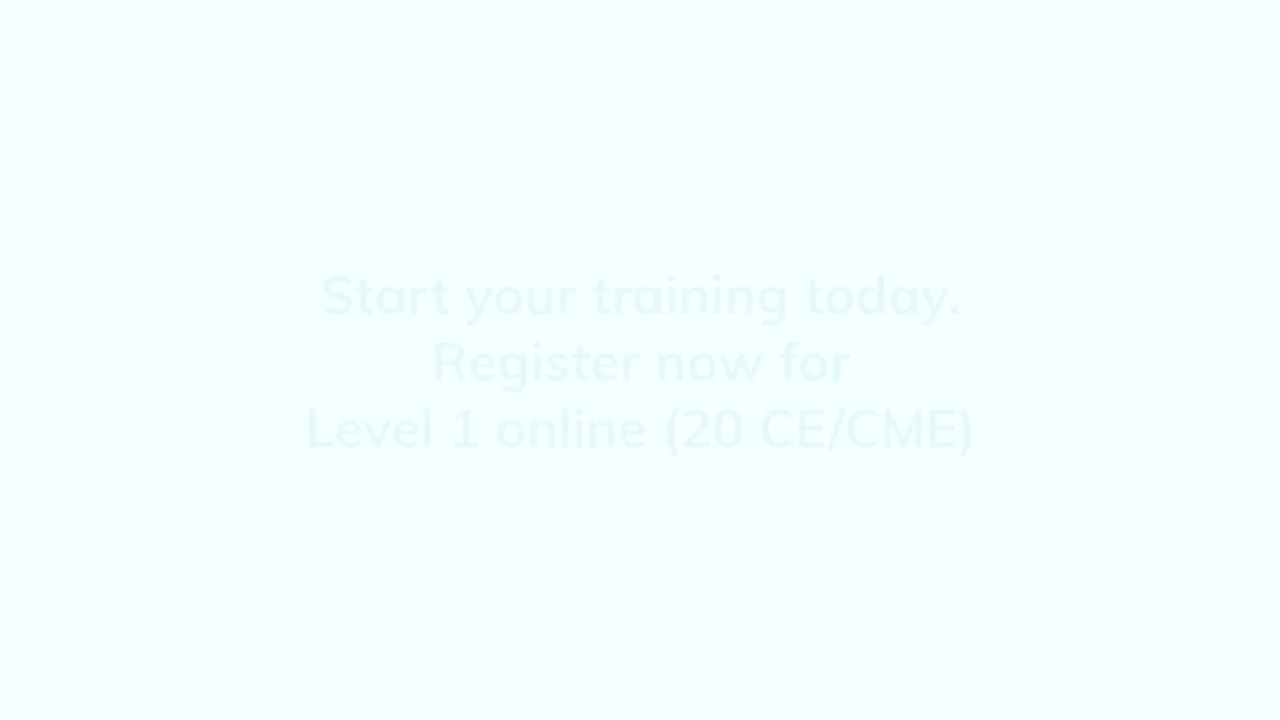 Start your training today.
Register now for
Level 1 online (20 CE/CME)